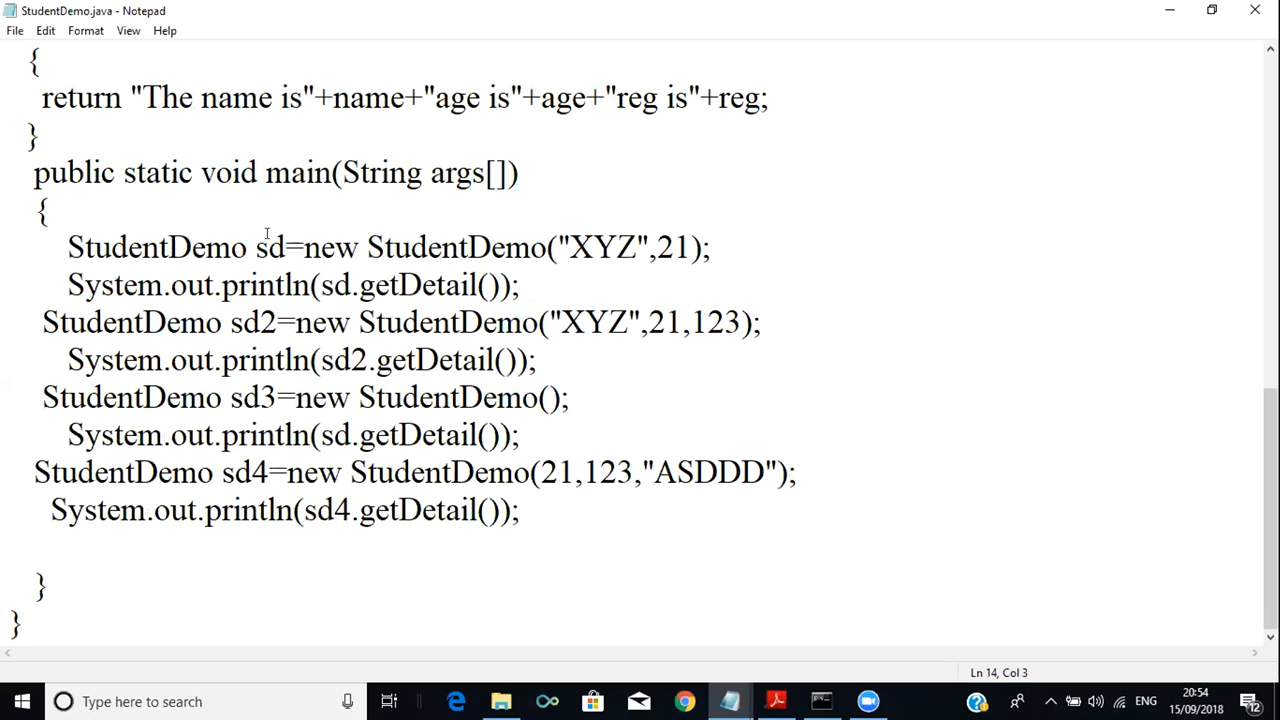 StudentDemo.java - Notepad
File Edit Format View Help
{
return "The name is"+name+"age is"+age+"reg is"+reg;
}
public static void main(String args[])
{
StudentDemo sd=new StudentDemo("XYZ",21);
System.out.println(sd.getDetail());
StudentDemo sd2=new StudentDemo("XYZ",21,123);
System.out.println(sd2.getDetail());
StudentDemo sd3=new StudentDemo();
System.out.println(sd.getDetail());
StudentDemo sd4=new StudentDemo(21,123,"ASDDD");
System.out.println(sd4.getDetail());
}
}
Ln 14, Col 3
Type here to search
ENG
20:54
15/09/2018
12